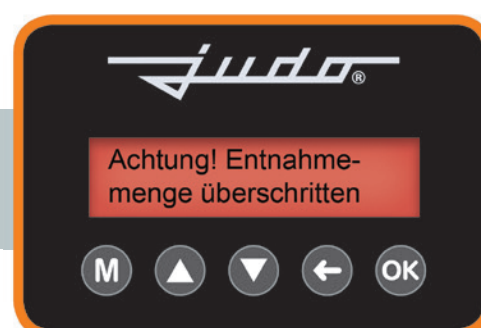 judo®
Achtung! Entnahme-
menge überschritten
M
OK